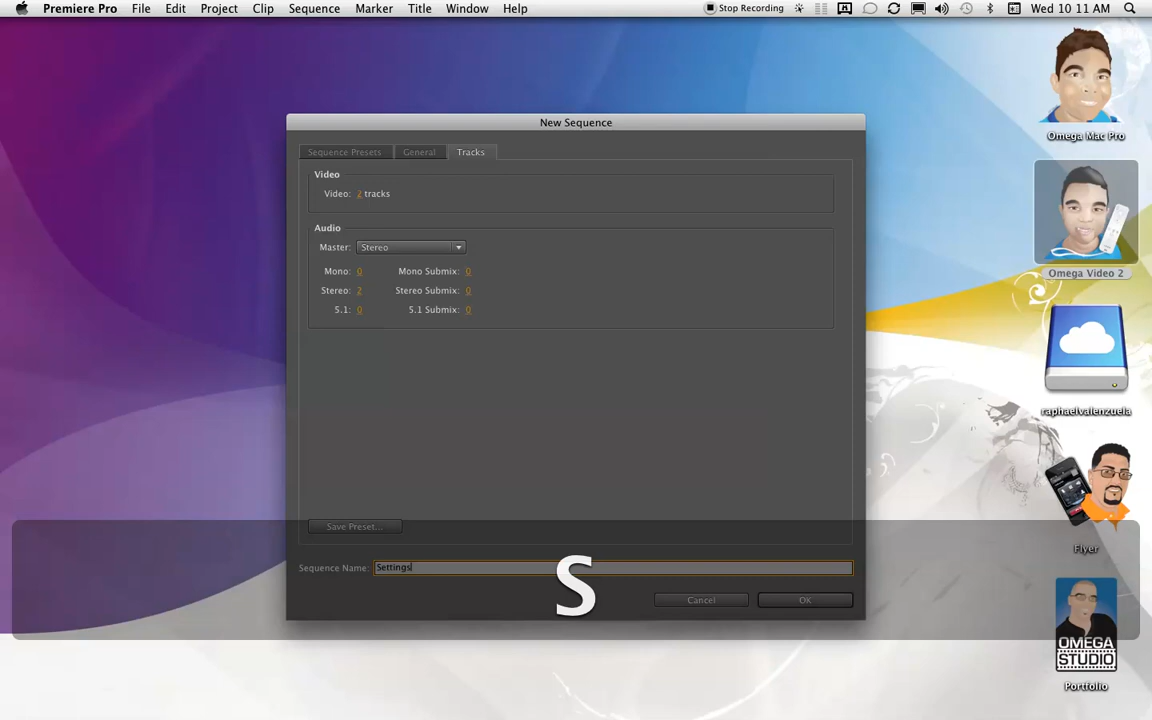 Premiere Pro File Edit Project Clip Sequence Marker Title Window Help Stop Recording Wed 10 11 AM
New Sequence
Sequence Presets General Tracks
Video
Video: 2 tracks
Audio
Master: Stereo
Mono: 0 Mono Submix: 0
Stereo: 2 Stereo Submix: 0
5.1: 0 5.1 Submix: 0
Save Preset...
Sequence Name: Settings
S
Cancel OK
Omega Mac Pro
Omega Video 2
raphaelvalenzuela
Flyer
OMEGA
STUDIO
Portfolio